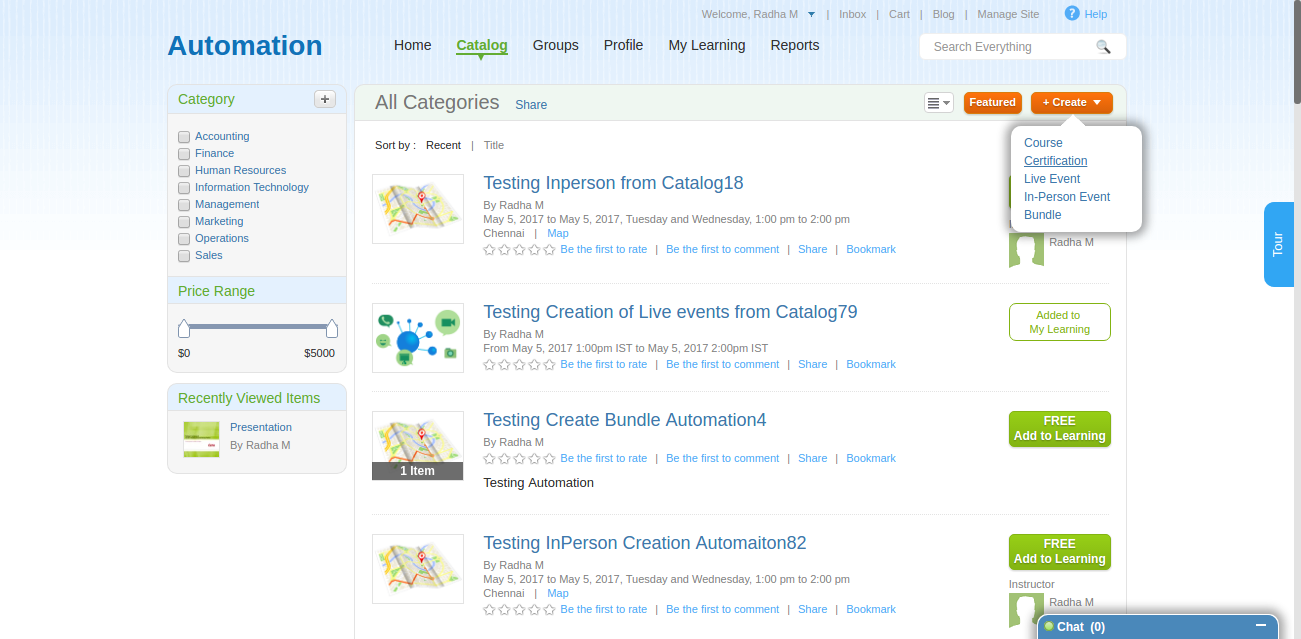 Welcome, Radha M | Inbox | Cart | Blog | Manage Site ? Help
Automation
Home Catalog Groups Profile My Learning Reports
Search Everything
Category +
Accounting
Finance
Human Resources
Information Technology
Management
Marketing
Operations
Sales
Price Range
$0 $5000
Recently Viewed Items
Presentation
By Radha M
All Categories Share
Featured
+ Create
Course
Certification
Live Event
In-Person Event
Bundle
Sort by : Recent | Title
Testing Inperson from Catalog18
By Radha M
May 5, 2017 to May 5, 2017, Tuesday and Wednesday, 1:00 pm to 2:00 pm
Chennai | Map
Be the first to rate | Be the first to comment | Share | Bookmark
Radha M
Testing Creation of Live events from Catalog79
By Radha M
From May 5, 2017 1:00pm IST to May 5, 2017 2:00pm IST
Be the first to rate | Be the first to comment | Share | Bookmark
Added to
My Learning
Testing Create Bundle Automation4
By Radha M
Be the first to rate | Be the first to comment | Share | Bookmark
1 Item
Testing Automation
FREE
Add to Learning
Testing InPerson Creation Automaiton82
By Radha M
May 5, 2017 to May 5, 2017, Tuesday and Wednesday, 1:00 pm to 2:00 pm
Chennai | Map
Be the first to rate | Be the first to comment | Share | Bookmark
FREE
Add to Learning
Instructor
Radha M
Tour
Chat (0)